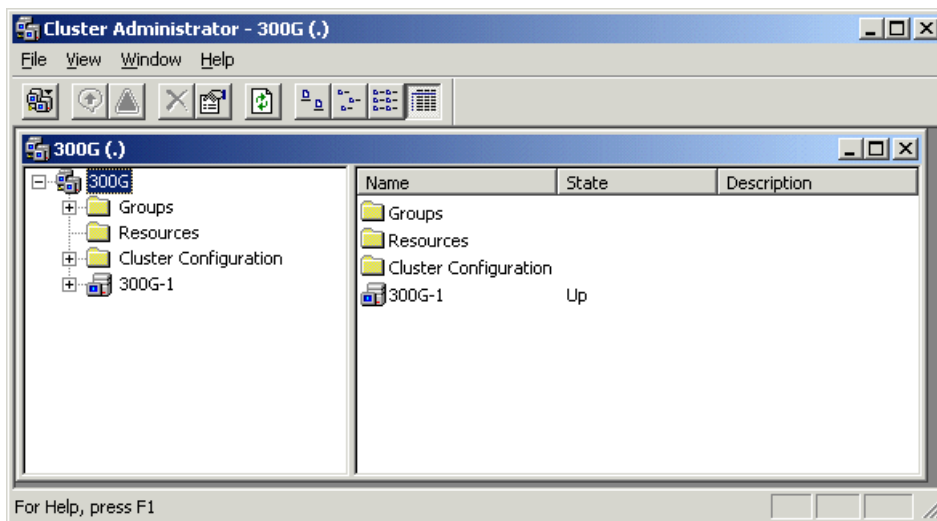 Cluster Administrator - 300G (.)
File View Window Help
300G (.)
300G
Groups
Resources
Cluster Configuration
300G-1
Name State Description
Groups
Resources
Cluster Configuration
300G-1 Up
For Help, press F1